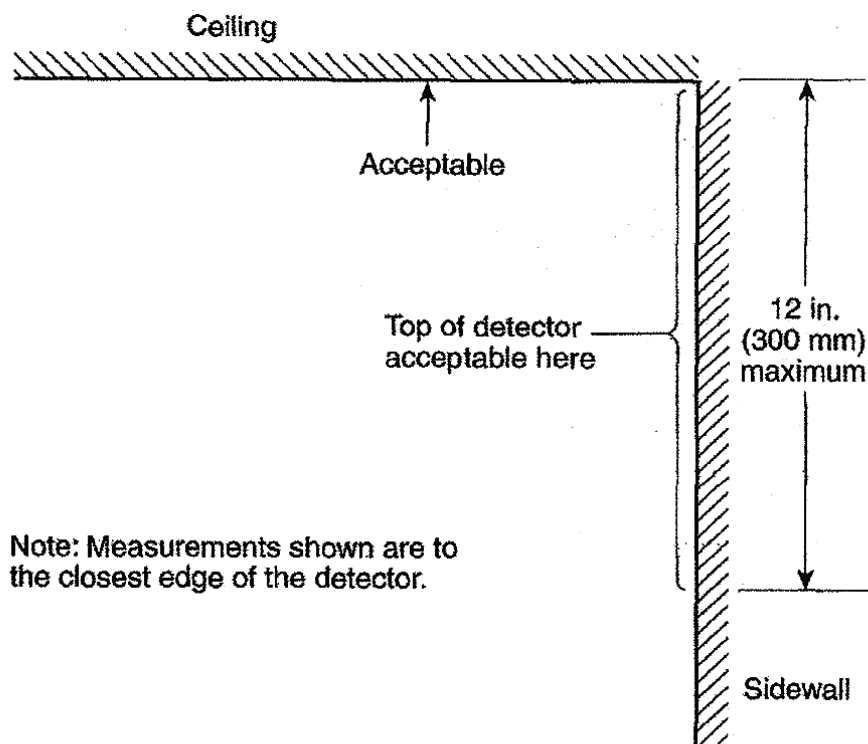 Ceiling
Acceptable
Top of detector
acceptable here
12 in.
(300 mm)
maximum
Note: Measurements shown are to
the closest edge of the detector.
Sidewall